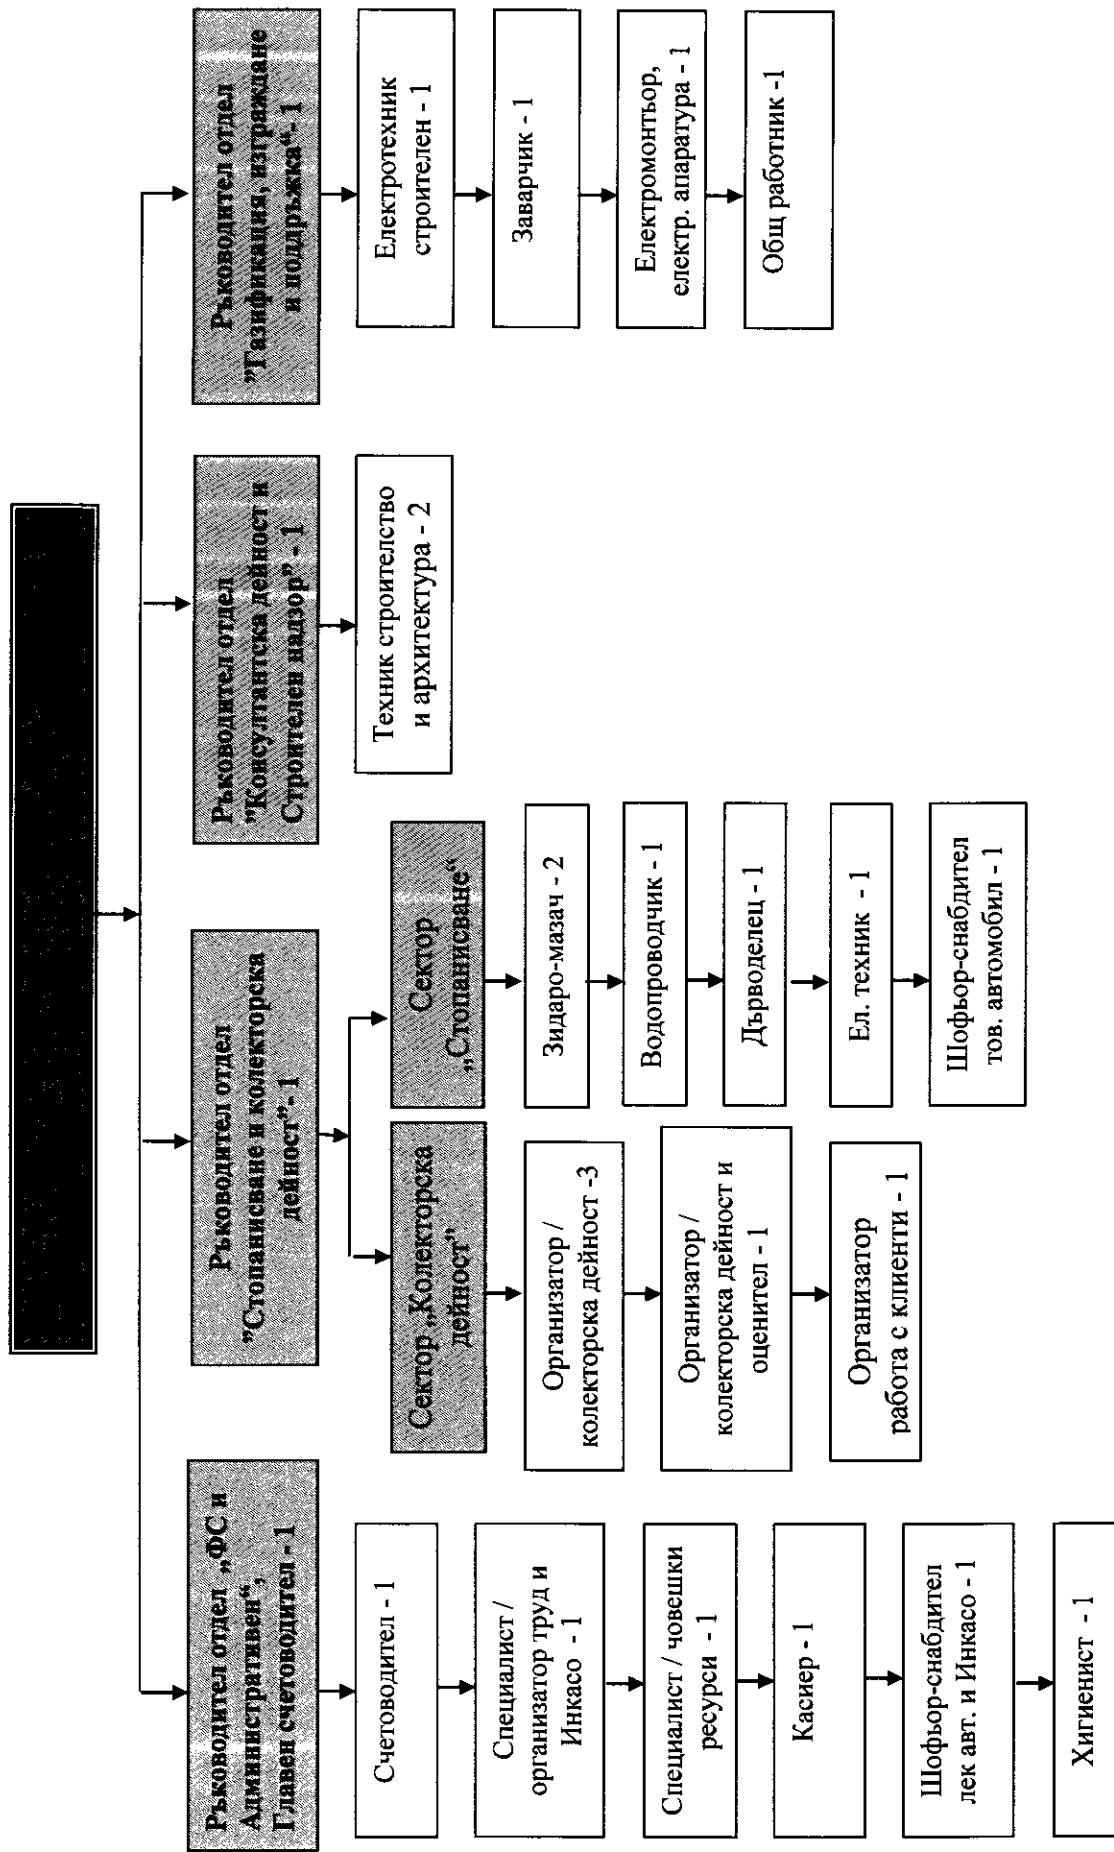 Ръководител отдел „ФС и
Административен“,
Главен счетоводител - 1
Счетоводител - 1
Специалист /
организатор труд и
Инкасо - 1
Специалист / човешки
ресурси - 1
Касиер - 1
Шофьор-снабдител
лек авт. и Инкасо - 1
Хигиенист - 1
Ръководител отдел
”Стопанисване и колекторска
дейност”- 1
Сектор „Колекторска
дейност”
Организатор /
колекторска дейност -3
Организатор /
колекторска дейност и
оценител - 1
Организатор
работа с клиенти - 1
Сектор
„Стопанисване“
Зидаро-мазач - 2
Водопроводчик - 1
Дърводелец - 1
Ел. техник - 1
Шофьор-снабдител
тов. автомобил - 1
Ръководител отдел
”Консултантска дейност и
Строителен надзор” - 1
Техник строителство
и архитектура - 2
Ръководител отдел
”Газификация, изграждане
и поддръжка“- 1
Електротехник
строителен - 1
Заварчик - 1
Електромонтьор,
електр. апаратура - 1
Общ работник -1